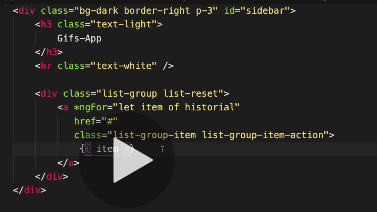 <div class="bg-dark border-right p-3" id="sidebar">
<h3 class="text-light">
Gifs-App
</h3>
<hr class="text-white" />
<div class="list-group list-reset">
<a *ngFor="let item of historial"
href="#"
class="list-group-item list-group-item-action">
{{ item }}
</a>
</div>
</div>